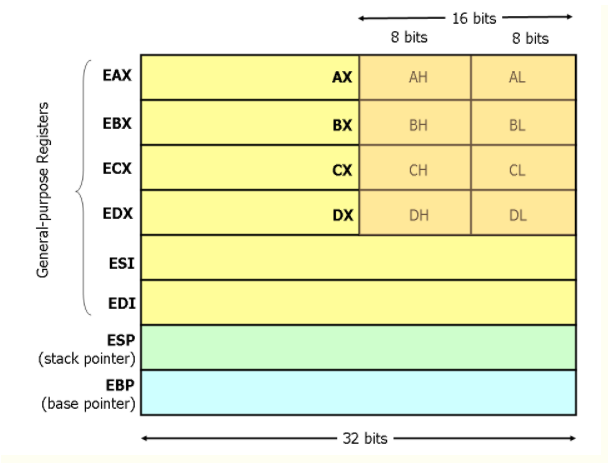 16 bits
8 bits 8 bits
General-purpose Registers
EAX AX AH AL
EBX BX BH BL
ECX CX CH CL
EDX DX DH DL
ESI
EDI
ESP
(stack pointer)
EBP
(base pointer)
32 bits